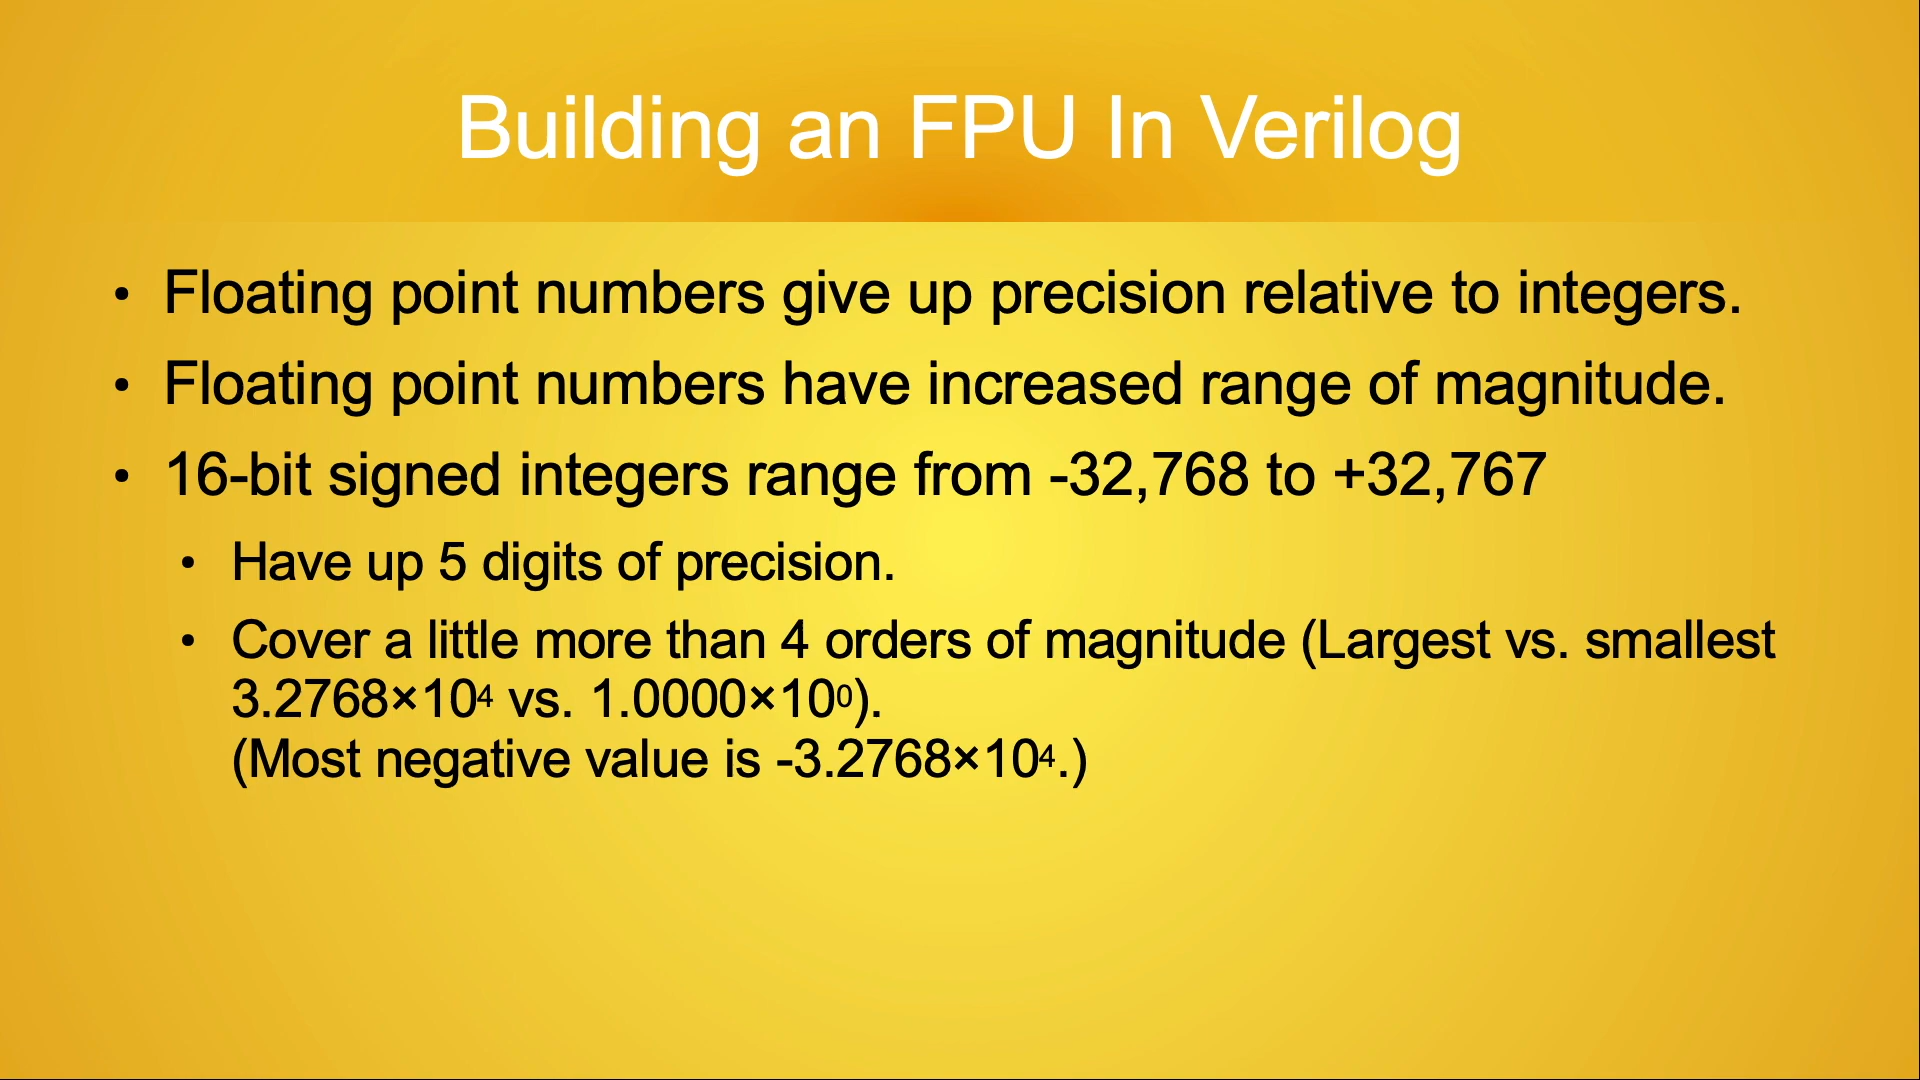 Building an FPU In Verilog
• Floating point numbers give up precision relative to integers.
• Floating point numbers have increased range of magnitude.
• 16-bit signed integers range from -32,768 to +32,767
• Have up 5 digits of precision.
• Cover a little more than 4 orders of magnitude (Largest vs. smallest
3.2768×10⁴ vs. 1.0000×10⁰).
(Most negative value is -3.2768×10⁴.)